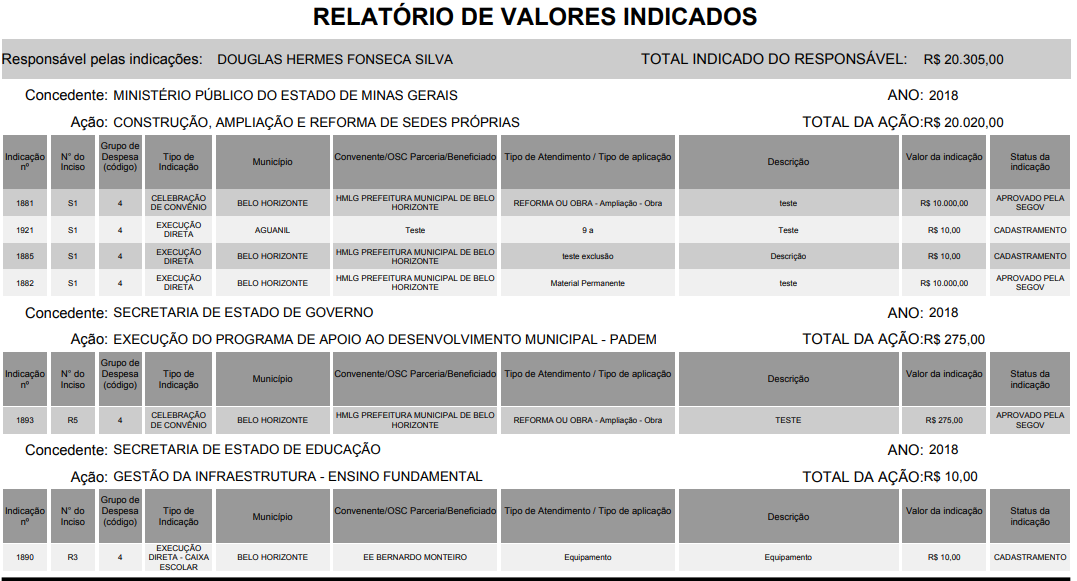 RELATÓRIO DE VALORES INDICADOS
Responsável pelas indicações: DOUGLAS HERMES FONSECA SILVA TOTAL INDICADO DO RESPONSÁVEL: R$ 20.305,00
Concedente: MINISTÉRIO PÚBLICO DO ESTADO DE MINAS GERAIS ANO: 2018
Ação: CONSTRUÇÃO, AMPLIAÇÃO E REFORMA DE SEDES PRÓPRIAS TOTAL DA AÇÃO:R$ 20.020,00
Indicação nº N° do Inciso Grupo de Despesa (código) Tipo de Indicação Município Convenente/OSC Parceria/Beneficiado Tipo de Atendimento / Tipo de aplicação Descrição Valor da indicação Status da indicação
1881 S1 4 CELEBRAÇÃO DE CONVÊNIO BELO HORIZONTE HMLG PREFEITURA MUNICIPAL DE BELO HORIZONTE REFORMA OU OBRA - Ampliação - Obra teste R$ 10.000,00 APROVADO PELA SEGOV
1921 S1 4 EXECUÇÃO DIRETA AGUANIL Teste 9 a Teste R$ 10,00 CADASTRAMENTO
1885 S1 4 EXECUÇÃO DIRETA BELO HORIZONTE HMLG PREFEITURA MUNICIPAL DE BELO HORIZONTE teste exclusão Descrição R$ 10,00 CADASTRAMENTO
1882 S1 4 EXECUÇÃO DIRETA BELO HORIZONTE HMLG PREFEITURA MUNICIPAL DE BELO HORIZONTE Material Permanente teste R$ 10.000,00 APROVADO PELA SEGOV
Concedente: SECRETARIA DE ESTADO DE GOVERNO ANO: 2018
Ação: EXECUÇÃO DO PROGRAMA DE APOIO AO DESENVOLVIMENTO MUNICIPAL - PADEM TOTAL DA AÇÃO:R$ 275,00
Indicação nº N° do Inciso Grupo de Despesa (código) Tipo de Indicação Município Convenente/OSC Parceria/Beneficiado Tipo de Atendimento / Tipo de aplicação Descrição Valor da indicação Status da indicação
1893 R5 4 CELEBRAÇÃO DE CONVÊNIO BELO HORIZONTE HMLG PREFEITURA MUNICIPAL DE BELO HORIZONTE REFORMA OU OBRA - Ampliação - Obra TESTE R$ 275,00 APROVADO PELA SEGOV
Concedente: SECRETARIA DE ESTADO DE EDUCAÇÃO ANO: 2018
Ação: GESTÃO DA INFRAESTRUTURA - ENSINO FUNDAMENTAL TOTAL DA AÇÃO:R$ 10,00
Indicação nº N° do Inciso Grupo de Despesa (código) Tipo de Indicação Município Convenente/OSC Parceria/Beneficiado Tipo de Atendimento / Tipo de aplicação Descrição Valor da indicação Status da indicação
1890 R3 4 EXECUÇÃO DIRETA - CAIXA ESCOLAR BELO HORIZONTE EE BERNARDO MONTEIRO Equipamento Equipamento R$ 10,00 CADASTRAMENTO